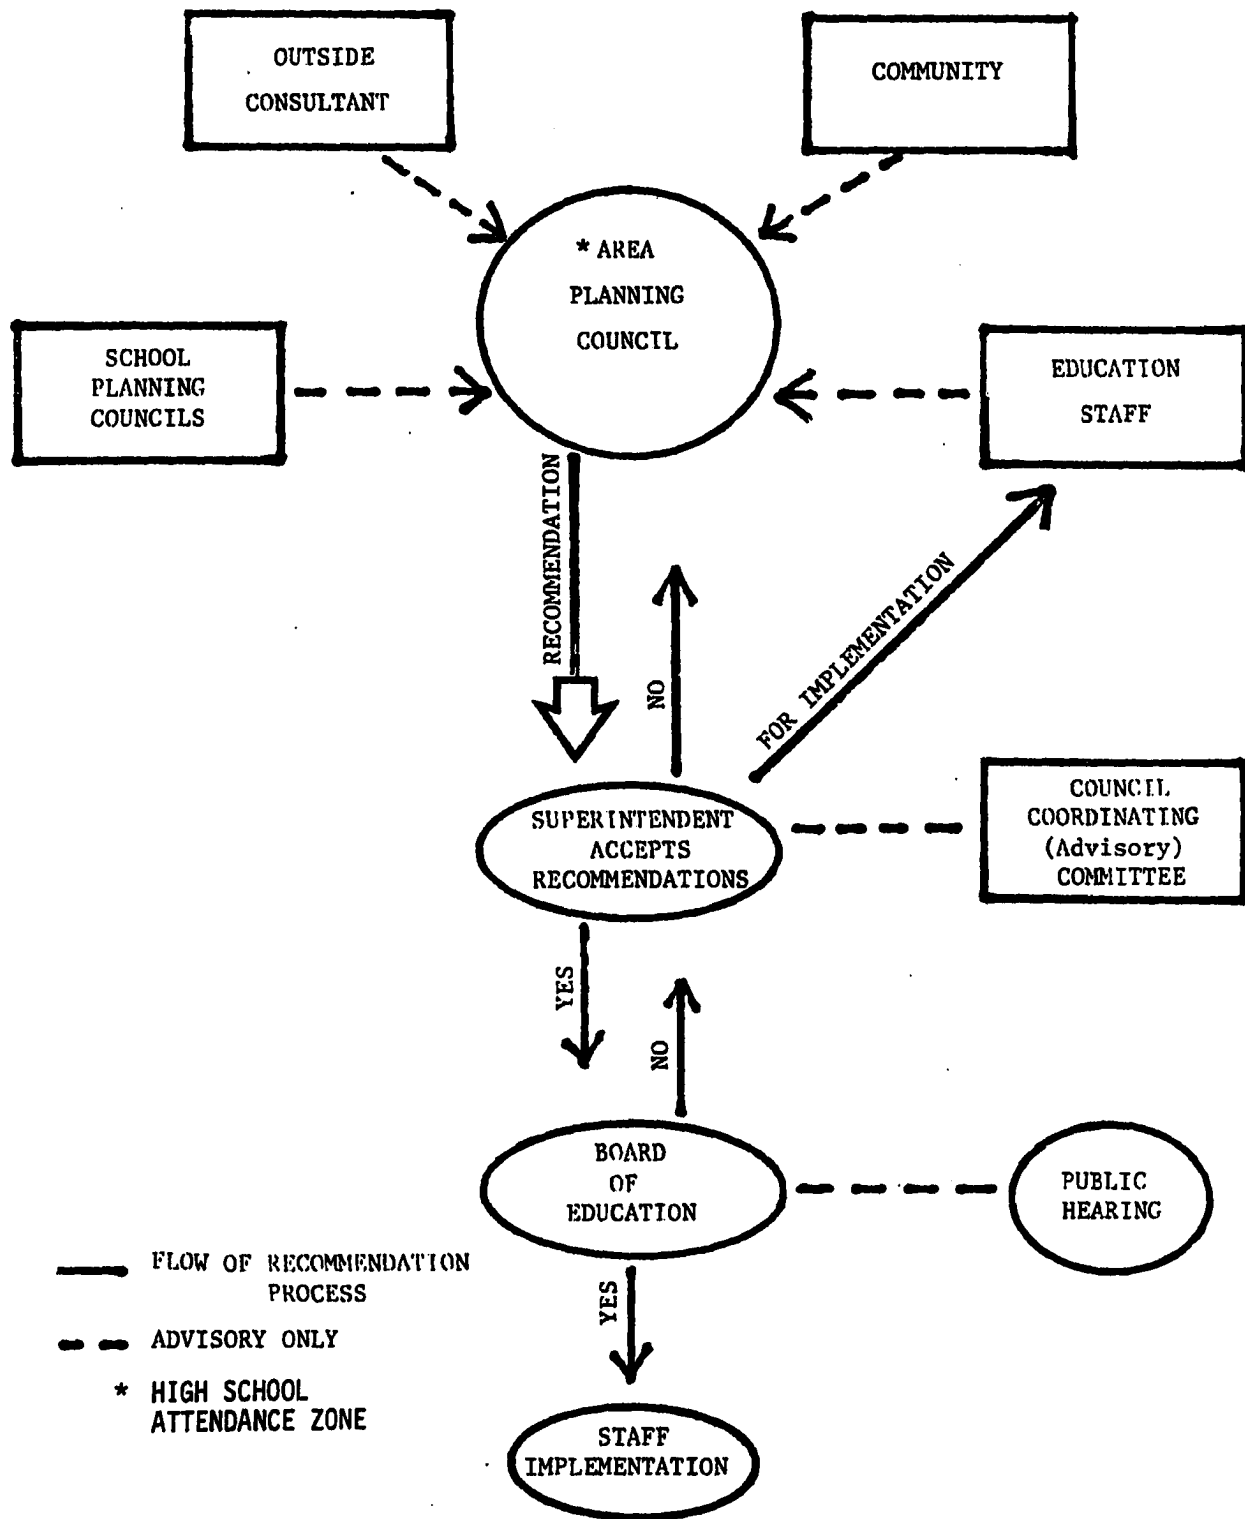 OUTSIDE
CONSULTANT
COMMUNITY
* AREA
PLANNING
COUNCIL
SCHOOL
PLANNING
COUNCILS
EDUCATION
STAFF
RECOMMENDATION
NO
FOR IMPLEMENTATION
SUPERINTENDENT
ACCEPTS
RECOMMENDATIONS
COUNCIL
COORDINATING
(Advisory)
COMMITTEE
YES
NO
BOARD
OF
EDUCATION
PUBLIC
HEARING
FLOW OF RECOMMENDATION
PROCESS
YES
ADVISORY ONLY
* HIGH SCHOOL
ATTENDANCE ZONE
STAFF
IMPLEMENTATION